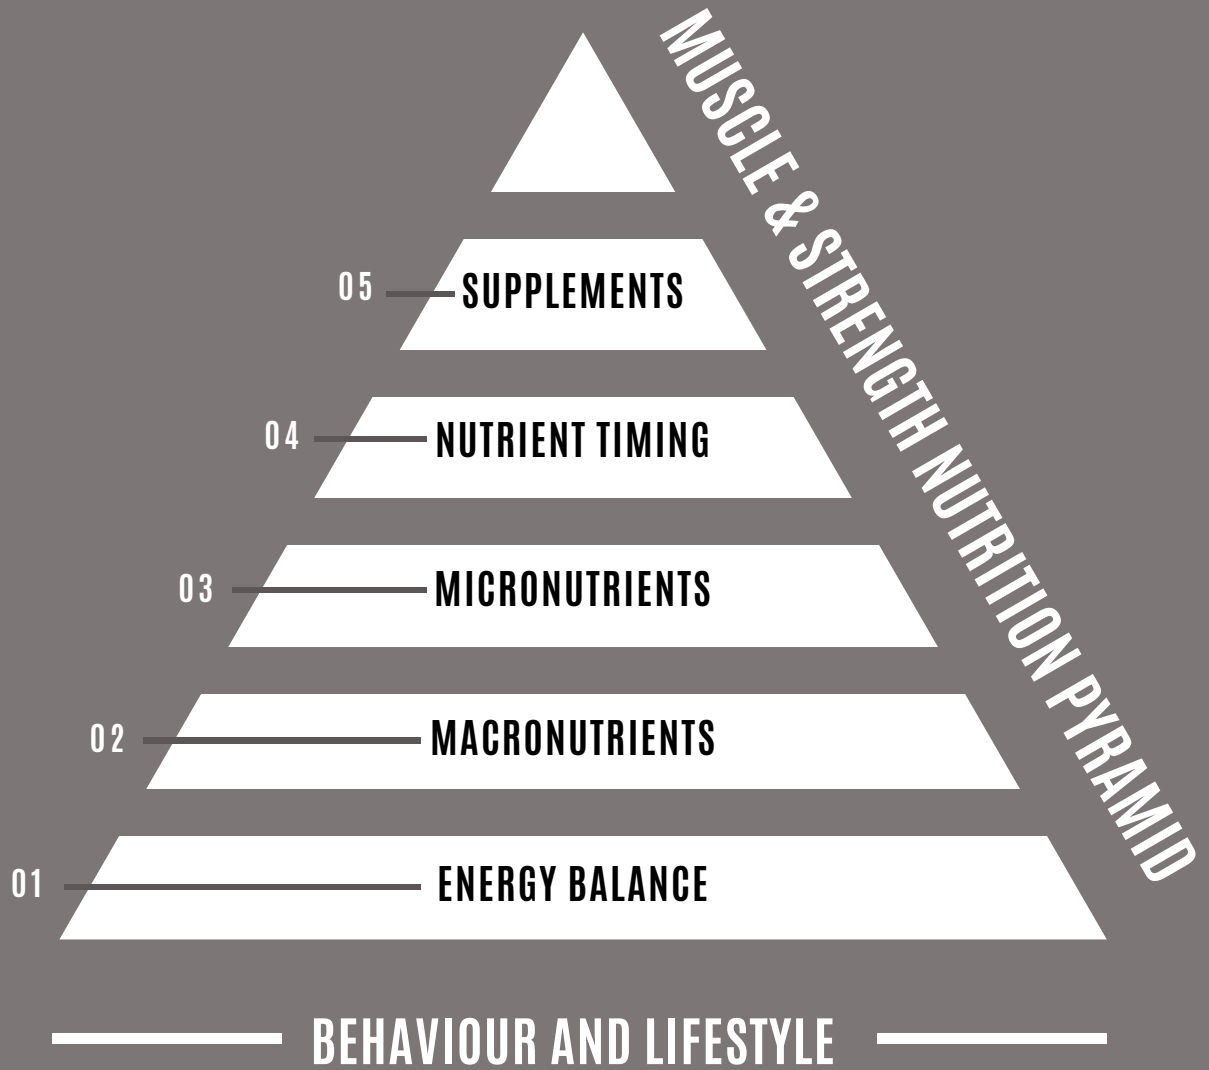 MUSCLE & STRENGTH NUTRITION PYRAMID
05 SUPPLEMENTS
04 NUTRIENT TIMING
03 MICRONUTRIENTS
02 MACRONUTRIENTS
01 ENERGY BALANCE
BEHAVIOUR AND LIFESTYLE